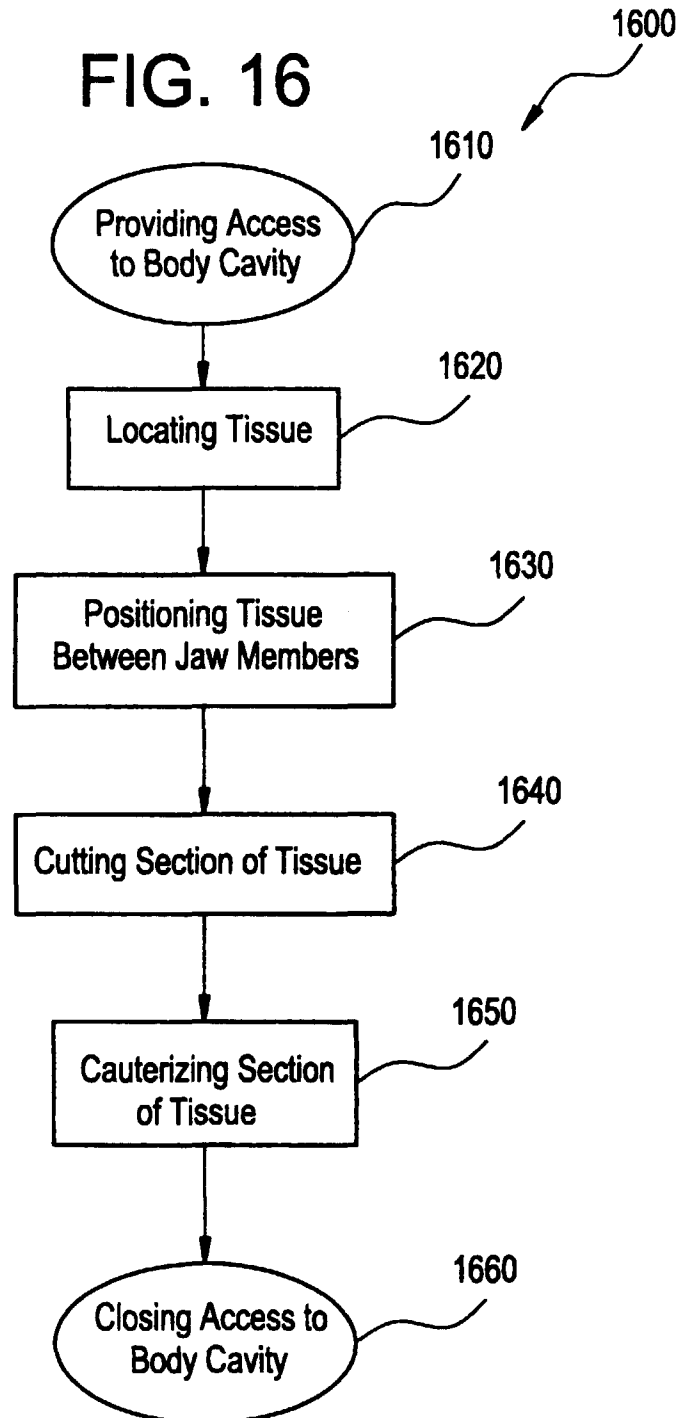 1600
FIG. 16
1610
Providing Access
to Body Cavity
1620
Locating Tissue
1630
Positioning Tissue
Between Jaw Members
1640
Cutting Section of Tissue
1650
Cauterizing Section
of Tissue
1660
Closing Access to
Body Cavity